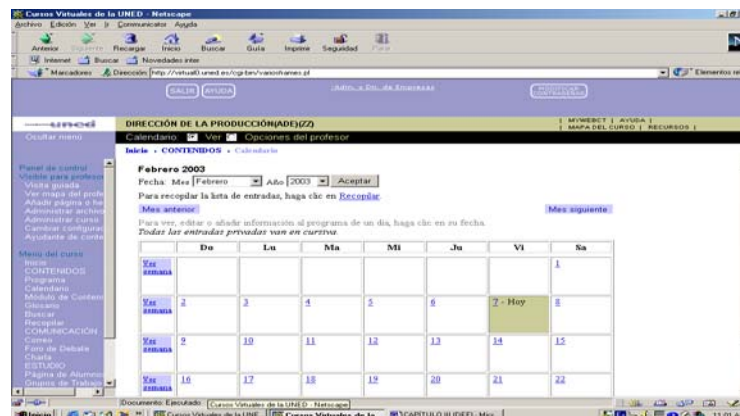 Cursos Virtuales de la UNED - Netscape
Archivo Edición Ver Ir Communicator Ayuda
Anterior Siguiente Recargar Inicio Buscar Guía Imprimir Seguridad
Internet Buscar Novedades
Marcadores Dirección http://virtual0.uned.es/cgi-bin/variosframes.pl Elementos
SALIR AYUDA
Adm. y Dir. de Empresas
uned
DIRECCIÓN DE LA PRODUCCIÓN(ADE)(ZZ)
MYWEBCT | AYUDA |
MAPA DEL CURSO | RECURSOS |
Ocultar menú
Calendario: Ver Opciones del profesor
Inicio › CONTENIDOS › Calendario
Panel de control
Visible para profesor
Visita guiada
Ver mapa del profe
Añadir página o he
Administrar archivo
Administrar curso
Cambiar configurac
Ayudante de conte
Menú del curso
Inicio
CONTENIDOS
Programa
Calendario
Módulo de Conten
Glosario
Buscar
Recopilar
COMUNICACIÓN
Correo
Foro de Debate
Charla
ESTUDIO
Página de Alumno
Grupos de Trabajo
Febrero 2003
Fecha: Mes Febrero Año 2003 Aceptar
Para recopilar la lista de entradas, haga clic en Recopilar.
Mes anterior Mes siguiente
Para ver, editar o añadir información al programa de un día, haga clic en su fecha.
Todas las entradas privadas van en cursiva.
Do Lu Ma Mi Ju Vi Sa
Ver semana 1
Ver semana 2 3 4 5 6 7 - Hoy 8
Ver semana 9 10 11 12 13 14 15
Ver semana 16 17 18 19 20 21 22
Documento: Ejecutado Cursos Virtuales de la UNED - Netscape
Inicio Cursos Virtuales de la UNE Cursos Virtuales de la